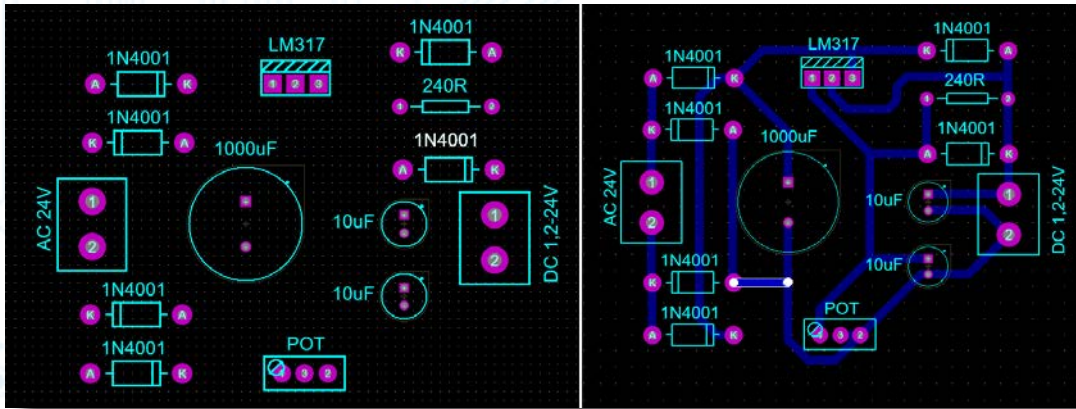 1N4001
K
A
LM317
1
2
3
1N4001
A
K
240R
1
2
1N4001
K
A
1N4001
A
K
1000uF
AC 24V
1
2
10uF
DC 1,2-24V
1
2
10uF
1N4001
K
A
1N4001
A
K
POT
1
3
2
1N4001
K
A
LM317
1
2
3
1N4001
A
K
240R
1
2
1N4001
K
A
1N4001
A
K
1000uF
AC 24V
1
2
10uF
DC 1,2-24V
1
2
10uF
1N4001
K
A
1N4001
A
K
POT
3
2